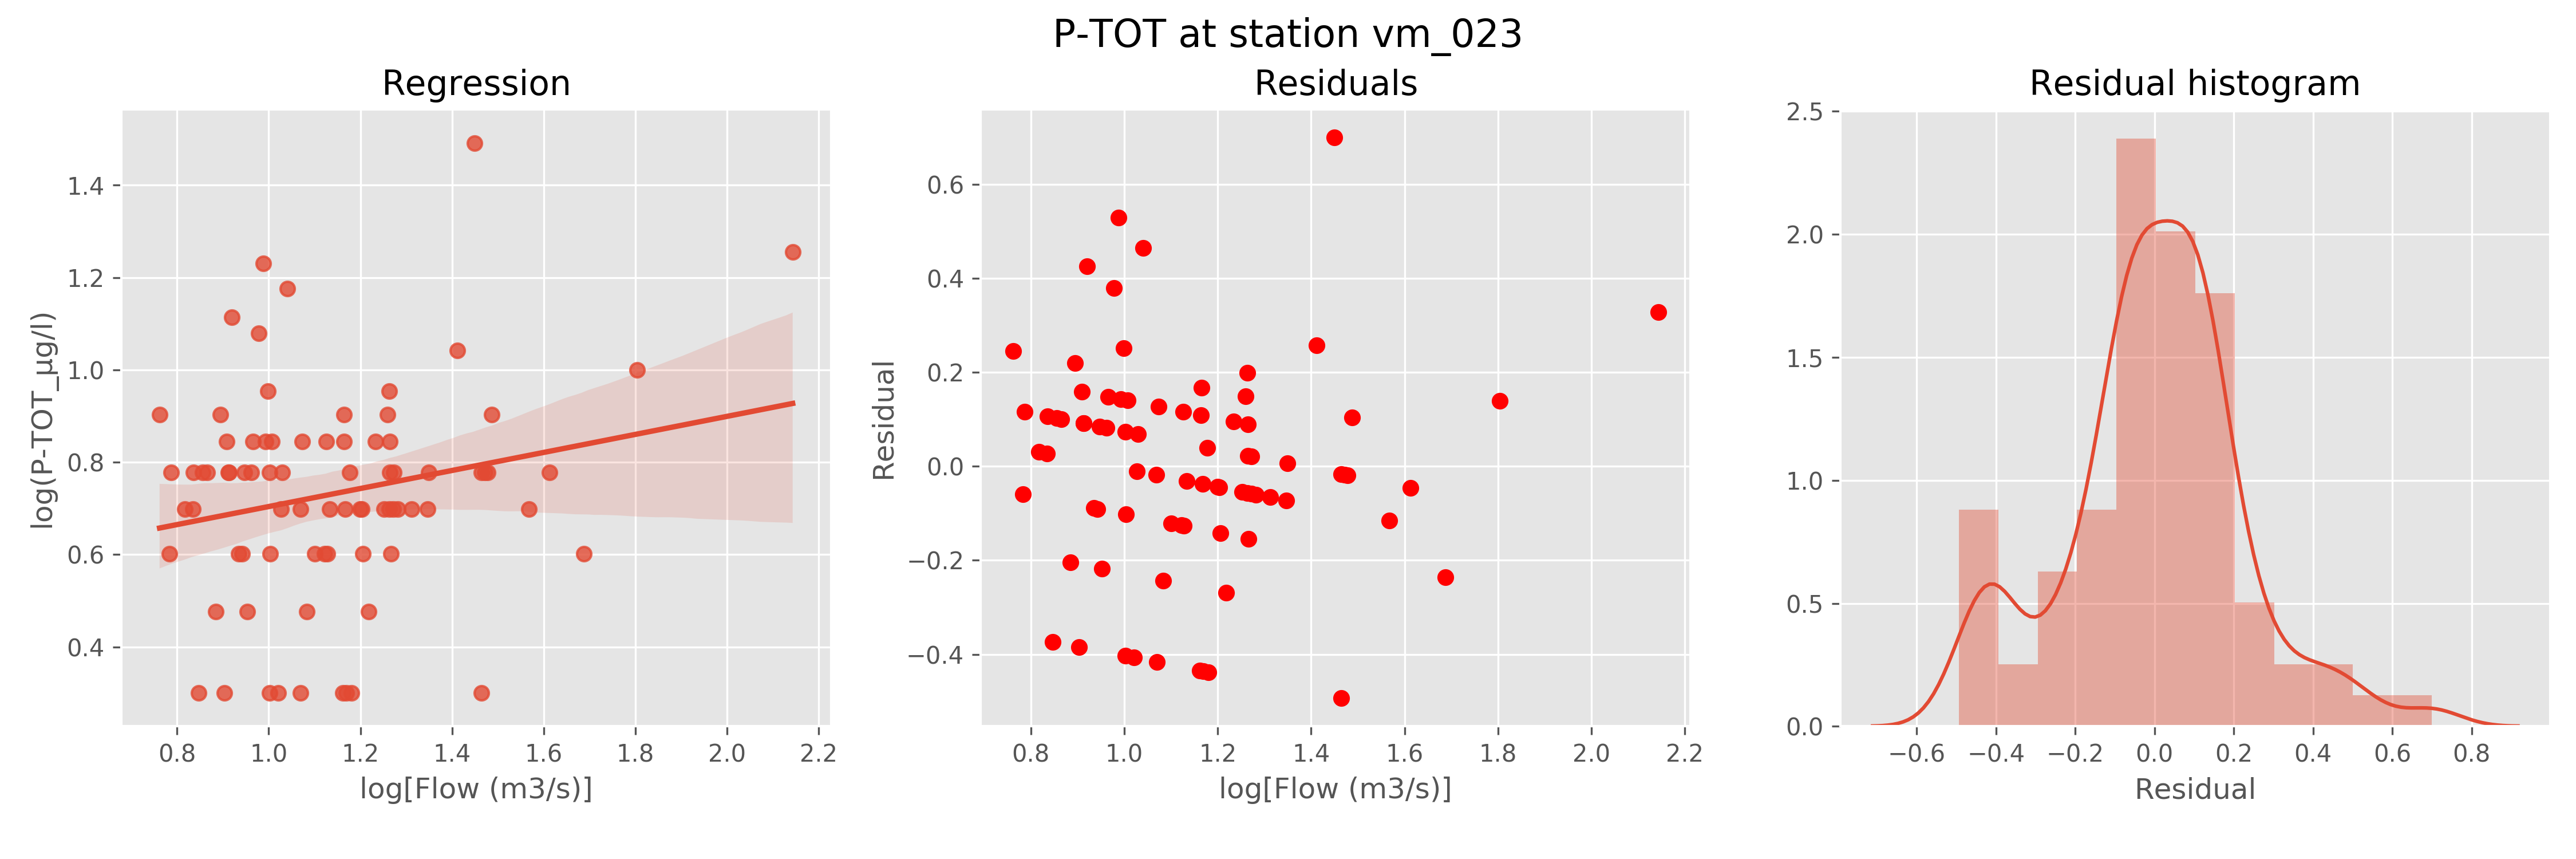 P-TOT at station vm_023
Regression
Residuals
Residual histogram
log(P-TOT_µg/l)
1.4
1.2
1.0
0.8
0.6
0.4
0.8 1.0 1.2 1.4 1.6 1.8 2.0 2.2
log[Flow (m3/s)]
Residual
0.6
0.4
0.2
0.0
−0.2
−0.4
0.8 1.0 1.2 1.4 1.6 1.8 2.0 2.2
log[Flow (m3/s)]
2.5
2.0
1.5
1.0
0.5
0.0
−0.6 −0.4 −0.2 0.0 0.2 0.4 0.6 0.8
Residual